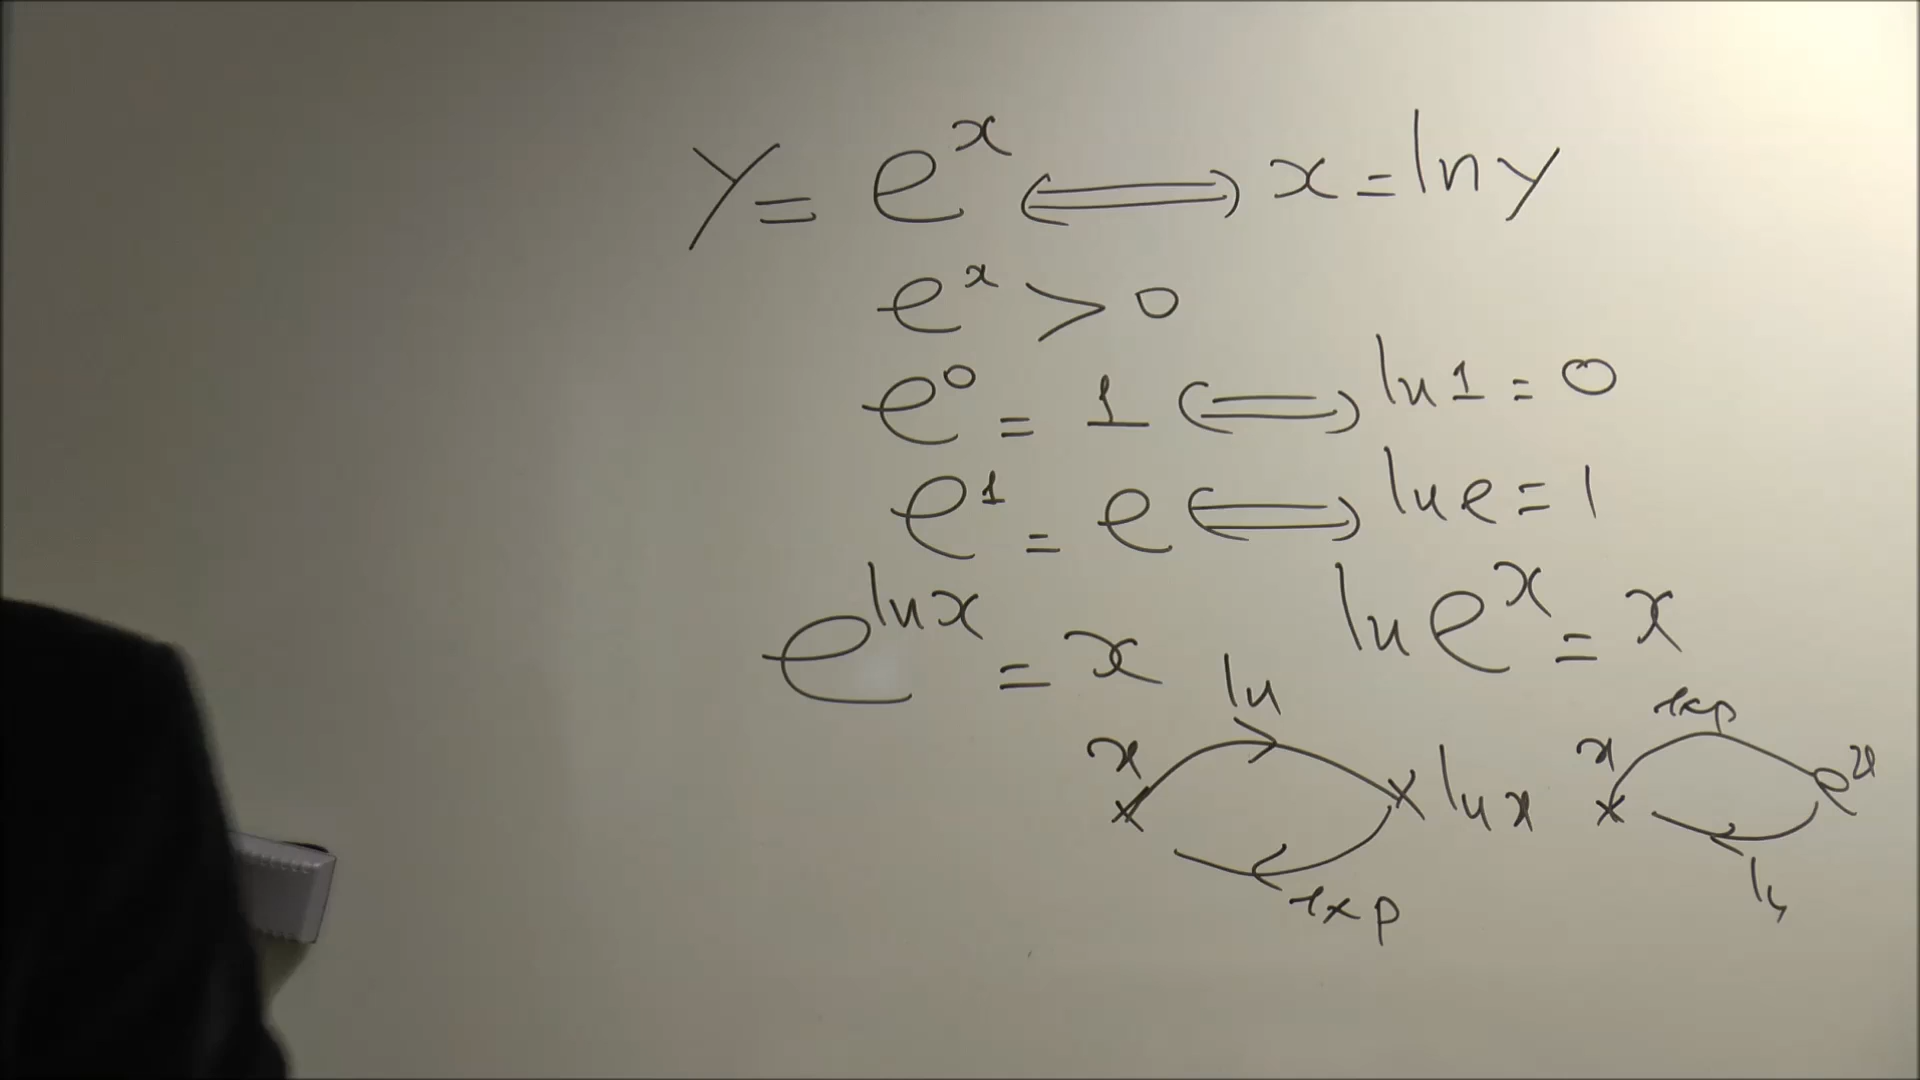 y = e^x ⟺ x = ln y
e^x > 0
e^0 = 1 ⟺ ln 1 = 0
e^1 = e ⟺ ln e = 1
e^{ln x} = x   ln e^x = x
ln   exp
x   ln x   x   e^x
exp   ln